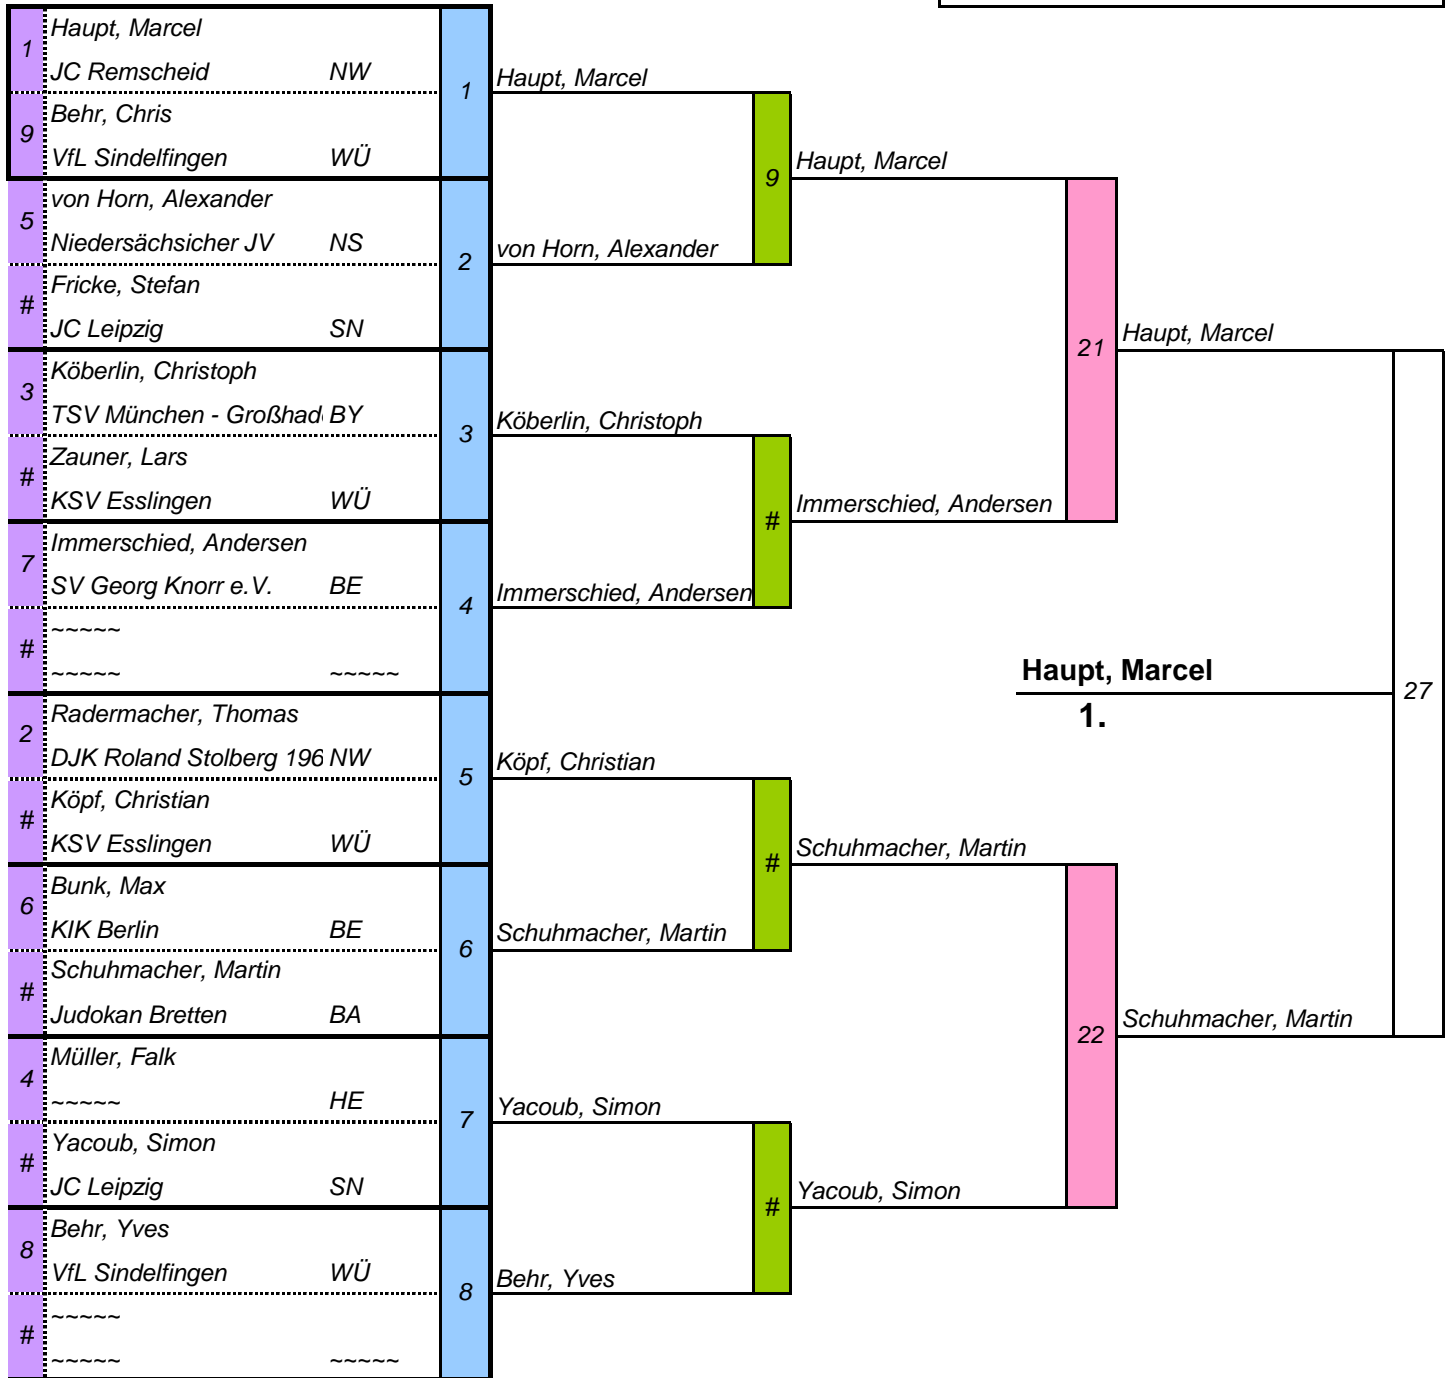 1
Haupt, Marcel
JC Remscheid NW
9
Behr, Chris
VfL Sindelfingen WÜ
1
5
von Horn, Alexander
Niedersächsicher JV NS
#
Fricke, Stefan
JC Leipzig SN
2
3
Köberlin, Christoph
TSV München - Großhad BY
#
Zauner, Lars
KSV Esslingen WÜ
3
7
Immerschied, Andersen
SV Georg Knorr e.V. BE
#
~~~~~
~~~~~ ~~~~~
4
2
Radermacher, Thomas
DJK Roland Stolberg 196 NW
#
Köpf, Christian
KSV Esslingen WÜ
5
6
Bunk, Max
KIK Berlin BE
#
Schuhmacher, Martin
Judokan Bretten BA
6
4
Müller, Falk
~~~~~ HE
#
Yacoub, Simon
JC Leipzig SN
7
8
Behr, Yves
VfL Sindelfingen WÜ
#
~~~~~
~~~~~ ~~~~~
8
Haupt, Marcel
von Horn, Alexander
9
Köberlin, Christoph
Immerschied, Andersen
#
Köpf, Christian
Schuhmacher, Martin
#
Yacoub, Simon
Behr, Yves
#
Haupt, Marcel
Immerschied, Andersen
21
Schuhmacher, Martin
Yacoub, Simon
22
Haupt, Marcel
Schuhmacher, Martin
27
Haupt, Marcel
1.